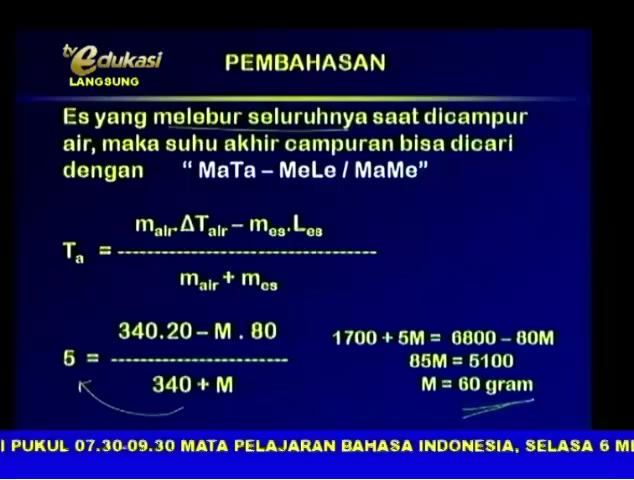 tv edukasi
LANGSUNG
PEMBAHASAN
Es yang melebur seluruhnya saat dicampur
air, maka suhu akhir campuran bisa dicari
dengan “ MaTa – MeLe / MaMe”
mair.ΔTair – mes.Les
Ta = -----------------------------------
mair + mes
340.20 – M . 80
5 = ------------------------
340 + M
1700 + 5M = 6800 – 80M
85M = 5100
M = 60 gram
I PUKUL 07.30-09.30 MATA PELAJARAN BAHASA INDONESIA, SELASA 6